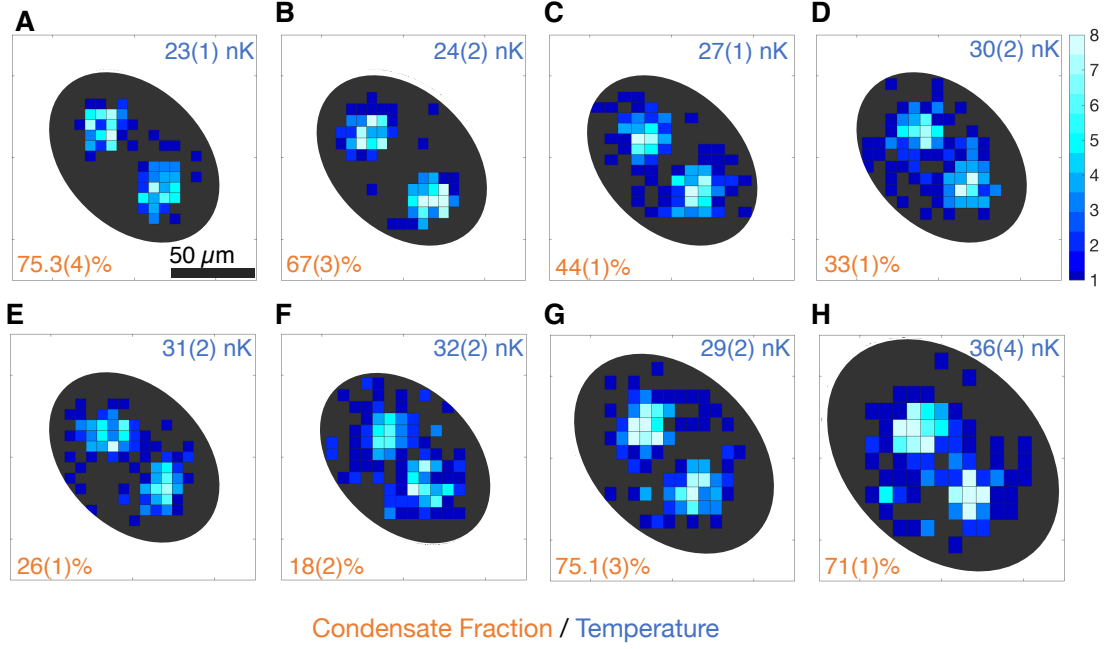 A
B
C
D
23(1) nK
24(2) nK
27(1) nK
30(2) nK
8
7
6
5
4
3
2
1
50 μm
75.3(4)%
67(3)%
44(1)%
33(1)%
E
F
G
H
31(2) nK
32(2) nK
29(2) nK
36(4) nK
26(1)%
18(2)%
75.1(3)%
71(1)%
Condensate Fraction / Temperature